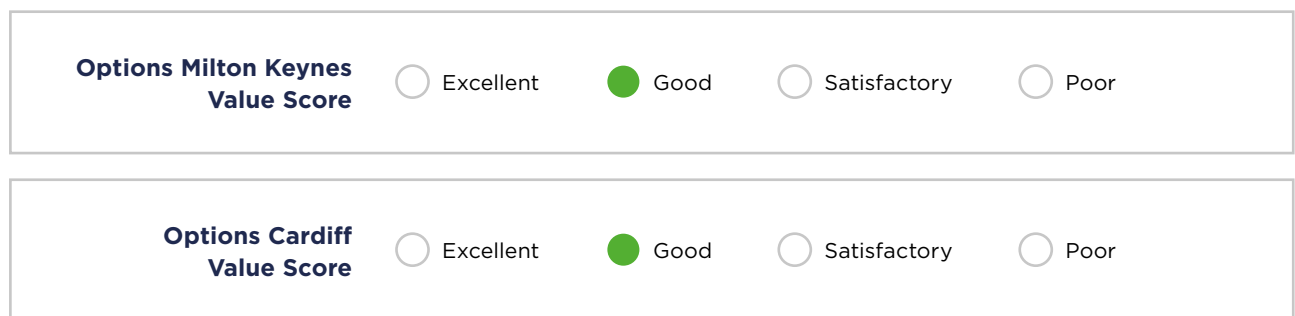 Options Milton Keynes
Value Score
Excellent
Good
Satisfactory
Poor
Options Cardiff
Value Score
Excellent
Good
Satisfactory
Poor